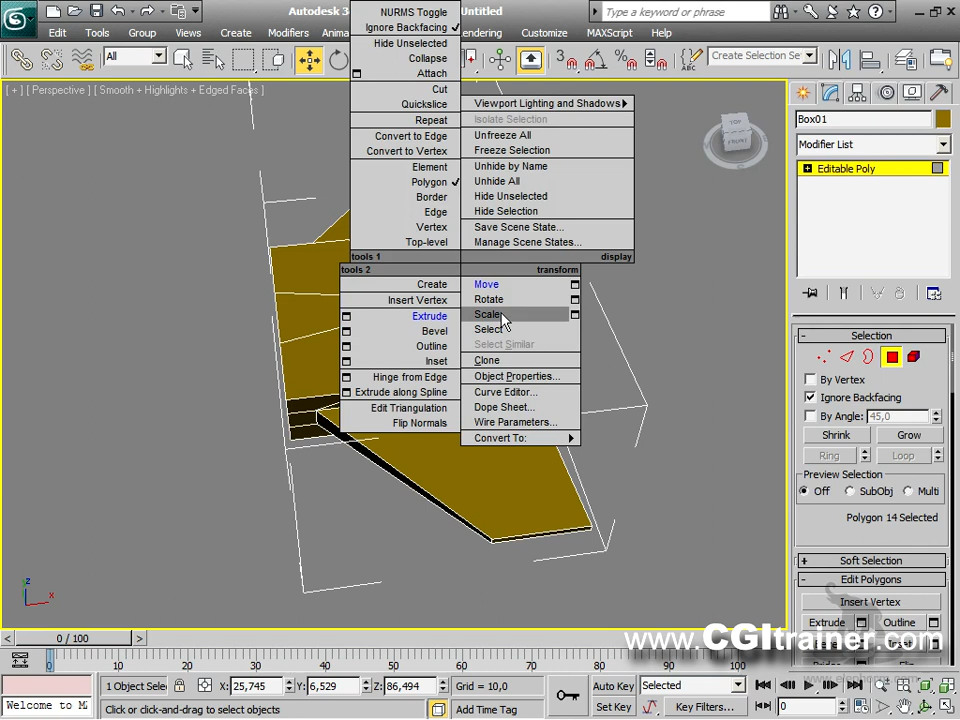 Autodesk 3
Untitled
Type a keyword or phrase
Edit
Tools
Group
Views
Create
Modifiers
Anima
endering
Customize
MAXScript
Help
All
Create Selection Se
[ + ] [ Perspective ] [ Smooth + Highlights + Edged Faces ]
NURMS Toggle
Ignore Backfacing
Hide Unselected
Collapse
Attach
Cut
Quickslice
Repeat
Convert to Edge
Convert to Vertex
Element
Polygon
Border
Edge
Vertex
Top-level
tools 1
Viewport Lighting and Shadows
Isolate Selection
Unfreeze All
Freeze Selection
Unhide by Name
Unhide All
Hide Unselected
Hide Selection
Save Scene State...
Manage Scene States...
display
tools 2
Create
Insert Vertex
Extrude
Bevel
Outline
Inset
Hinge from Edge
Extrude along Spline
Edit Triangulation
Flip Normals
transform
Move
Rotate
Scale
Select
Select Similar
Clone
Object Properties...
Curve Editor...
Dope Sheet...
Wire Parameters...
Convert To:
TOP
FRONT
z
x
Box01
Modifier List
Editable Poly
Selection
By Vertex
Ignore Backfacing
By Angle: 45,0
Shrink
Grow
Ring
Loop
Preview Selection
Off
SubObj
Multi
Polygon 14 Selected
Soft Selection
Edit Polygons
Insert Vertex
Extrude
Outline
www.CGItrainer.com
0 / 100
0
10
20
30
40
50
60
70
80
90
100
1 Object Selec
X: 25,745
Y: 6,529
Z: 86,494
Grid = 10,0
Auto Key
Selected
Set Key
Key Filters...
0
Welcome to M
Click or click-and-drag to select objects
Add Time Tag